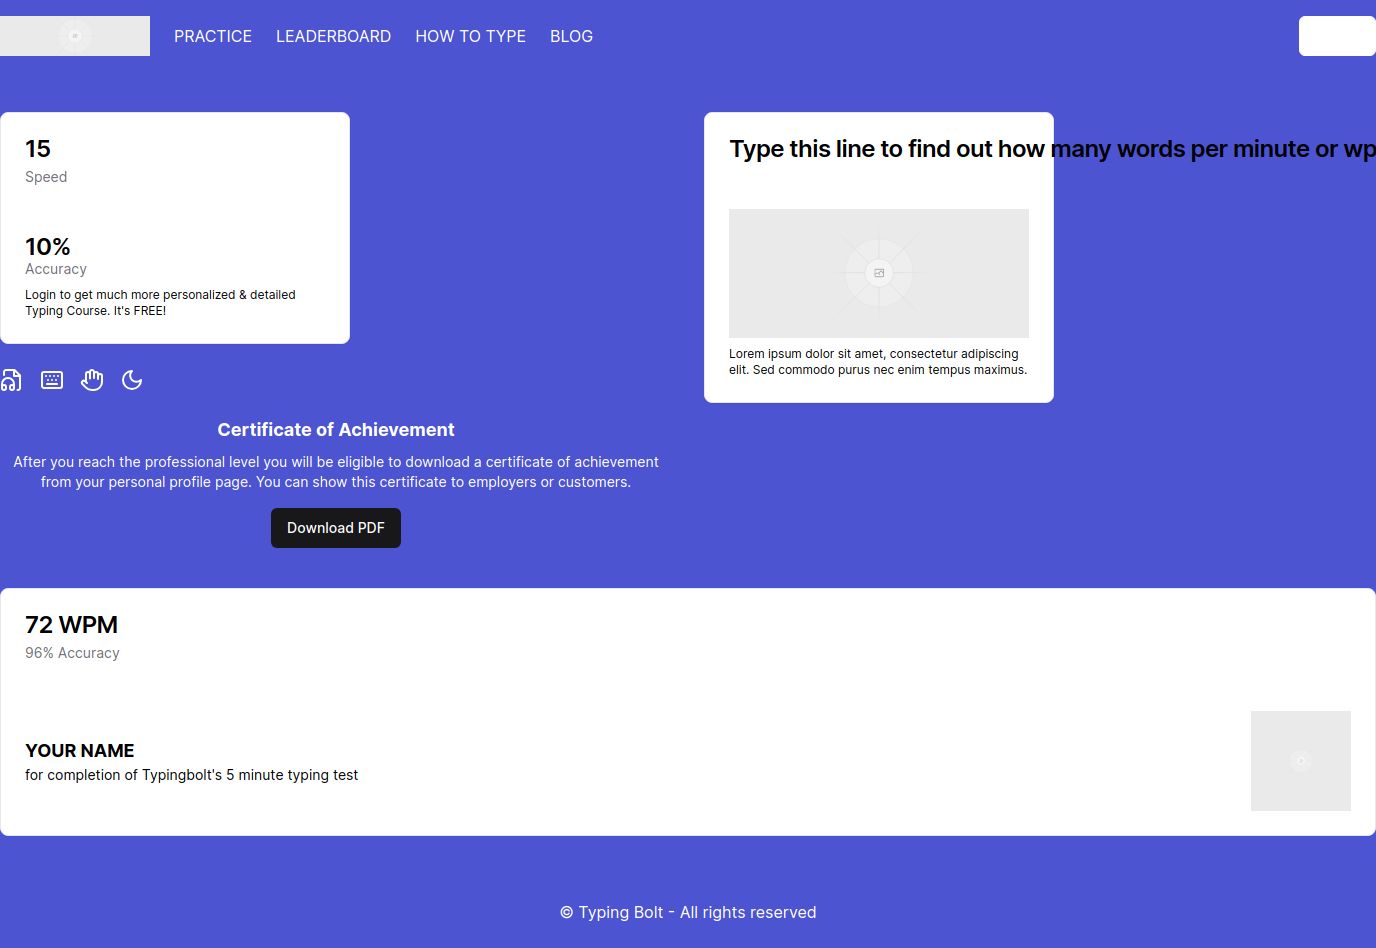 PRACTICE LEADERBOARD HOW TO TYPE BLOG
15
Speed
10%
Accuracy
Login to get much more personalized & detailed
Typing Course. It's FREE!
Type this line to find out how many words per minute or wp
Lorem ipsum dolor sit amet, consectetur adipiscing
elit. Sed commodo purus nec enim tempus maximus.
Certificate of Achievement
After you reach the professional level you will be eligible to download a certificate of achievement
from your personal profile page. You can show this certificate to employers or customers.
Download PDF
72 WPM
96% Accuracy
YOUR NAME
for completion of Typingbolt's 5 minute typing test
© Typing Bolt - All rights reserved